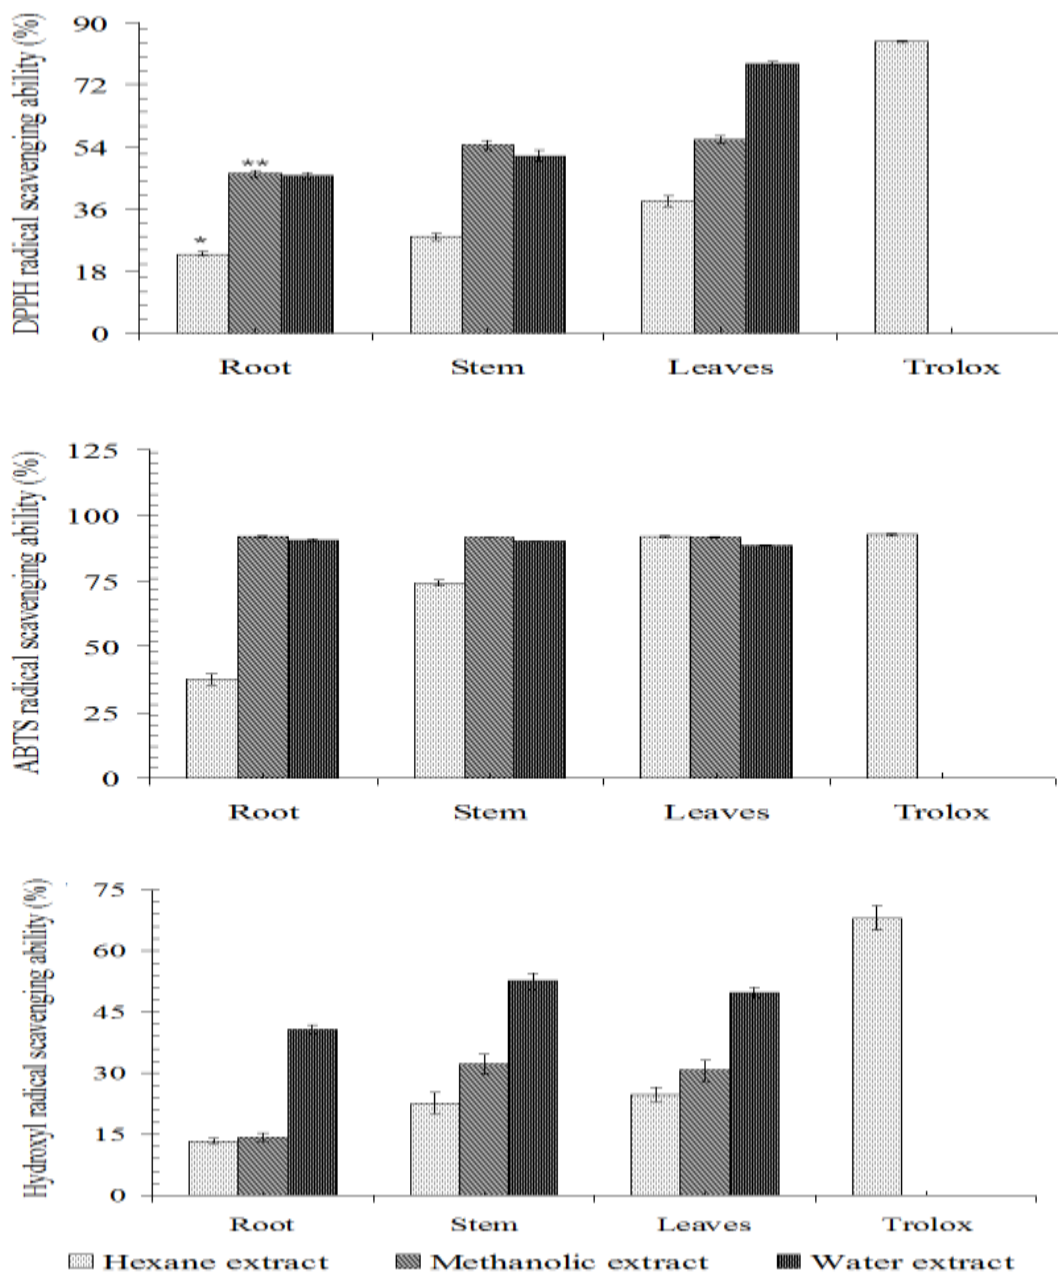 DPPH radical scavenging ability (%)
90
72
54
36
18
0
*
**
Root Stem Leaves Trolox
ABTS radical scavenging ability (%)
125
100
75
50
25
0
Root Stem Leaves Trolox
Hydroxyl radical scavenging ability (%)
75
60
45
30
15
0
Root Stem Leaves Trolox
Hexane extract Methanolic extract Water extract